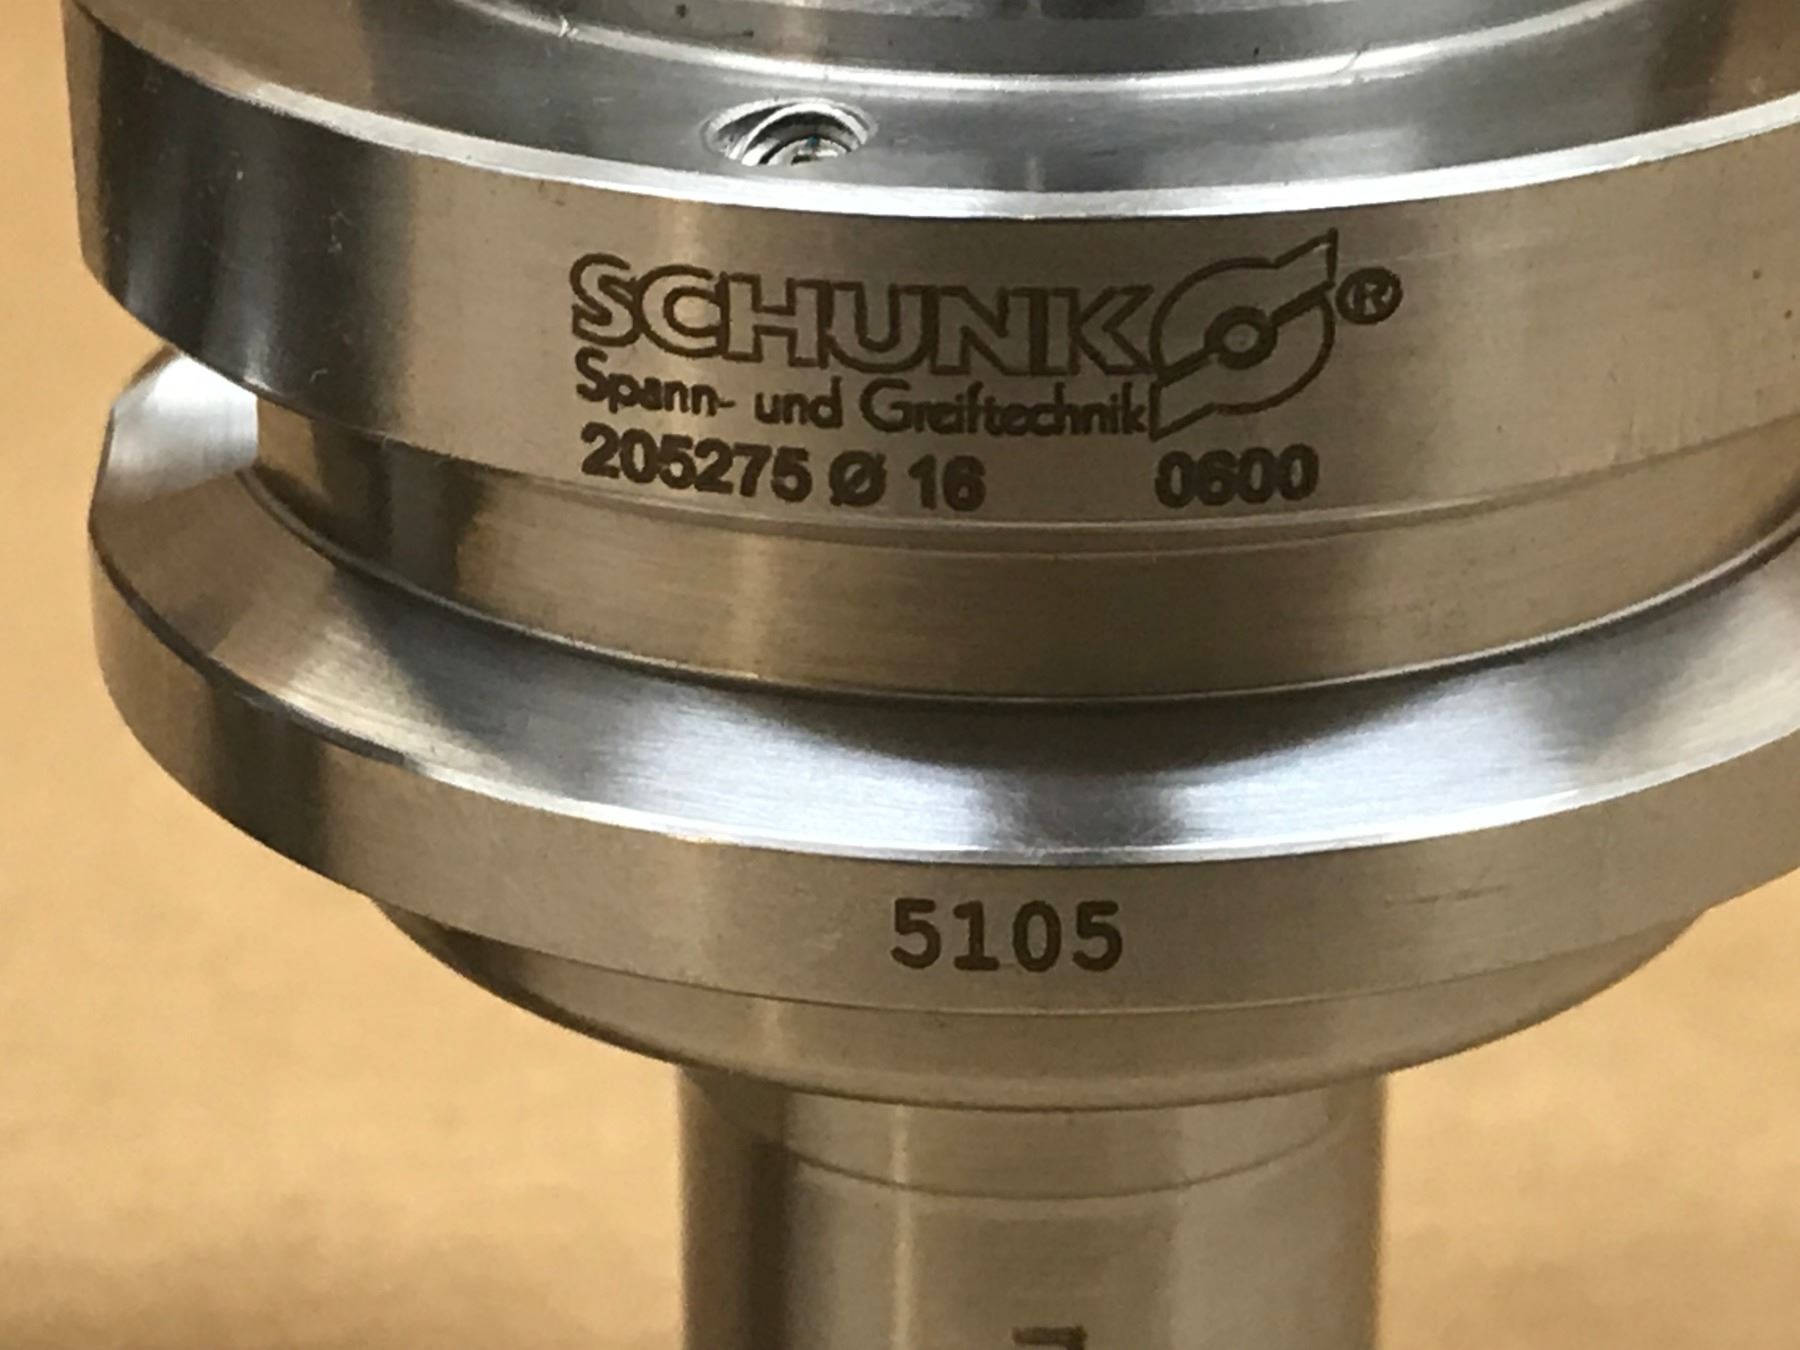 SCHUNK ®
Spann- und Greiftechnik
205275 Ø 16 0600
5105